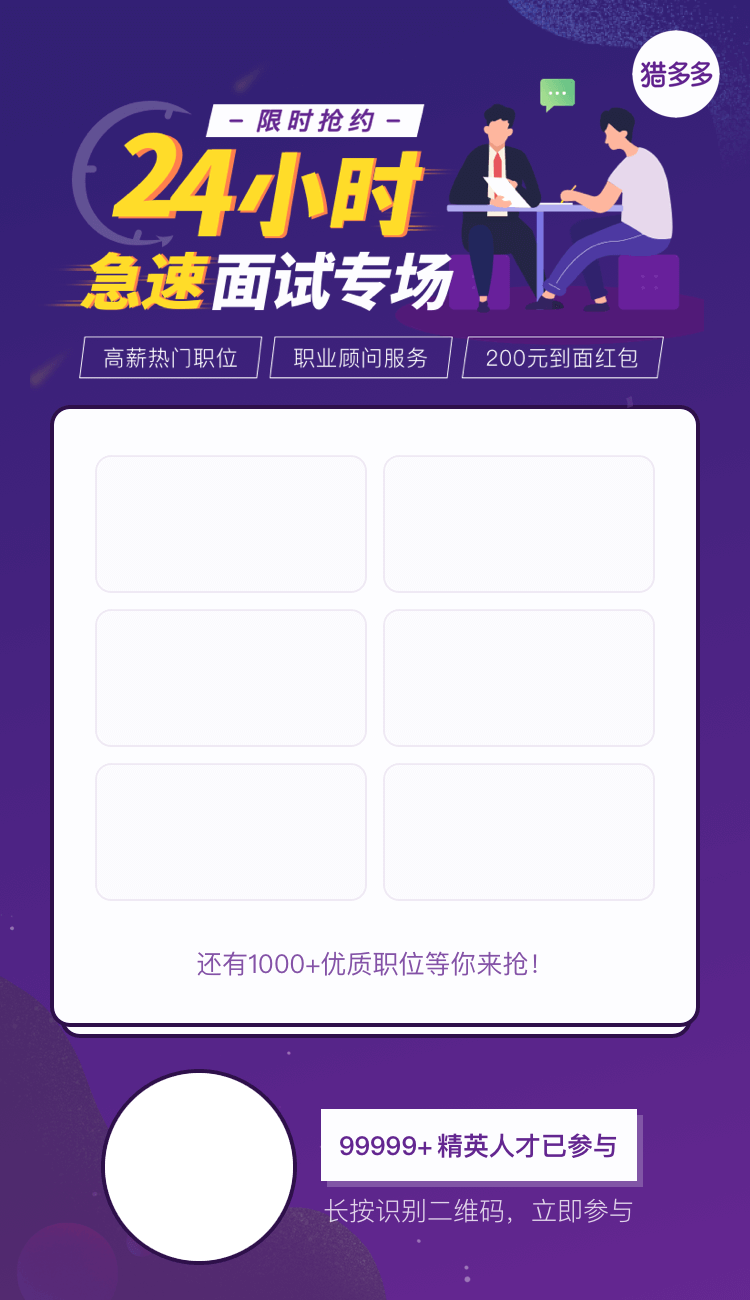 猎多多
- 限时抢约 -
24小时
急速面试专场
高薪热门职位
职业顾问服务
200元到面红包
还有1000+优质职位等你来抢!
99999+精英人才已参与
长按识别二维码，立即参与